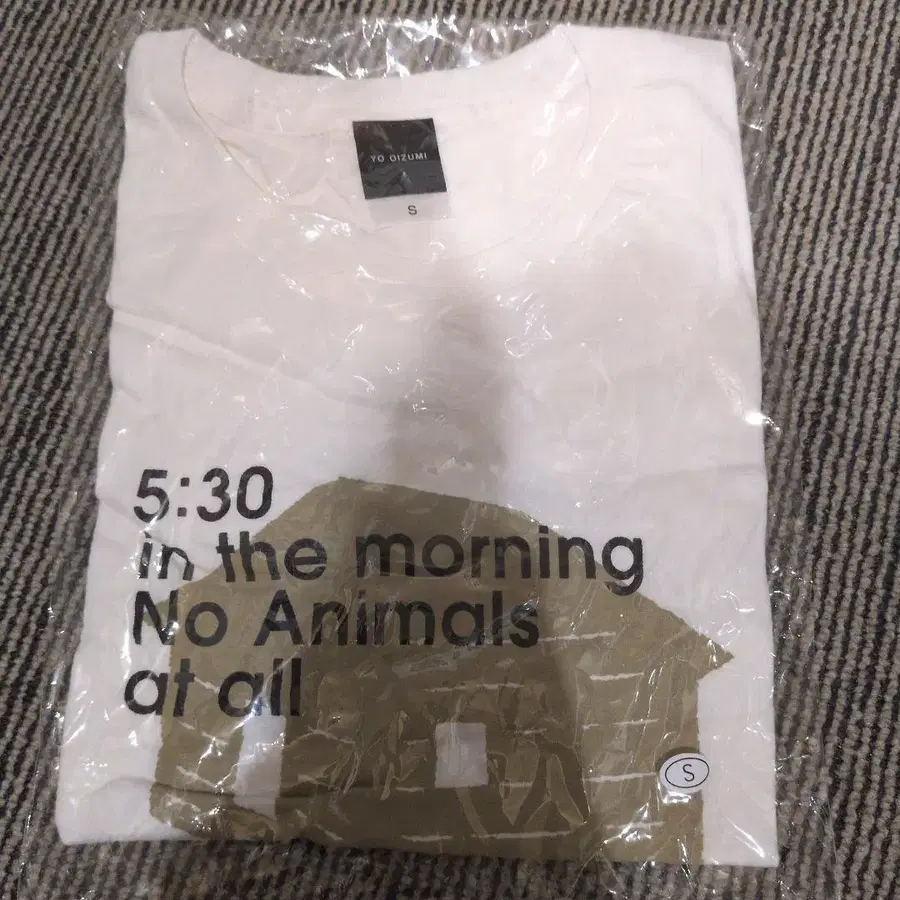 YO OIZUMI
S
5:30
in the morning
No Animals
at all
S